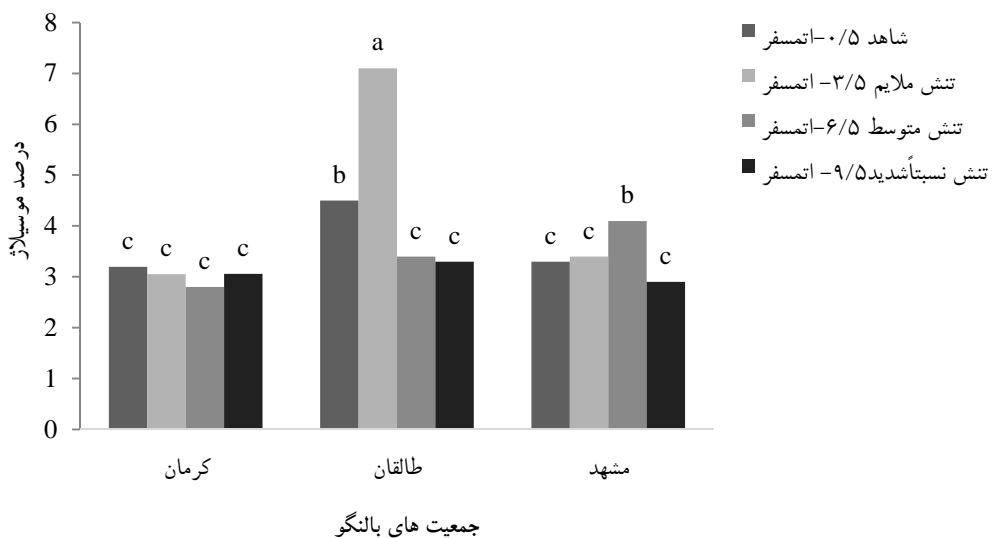 درصد موسیلاژ
8
7
6
5
4
3
2
1
0
c c c c
b a c c
c c b c
کرمان طالقان مشهد
جمعیت های بالنگو
شاهد ۰/۵-اتمسفر
تنش ملایم ۳/۵- اتمسفر
تنش متوسط ۶/۵-اتمسفر
تنش نسبتاًشدید۹/۵- اتمسفر